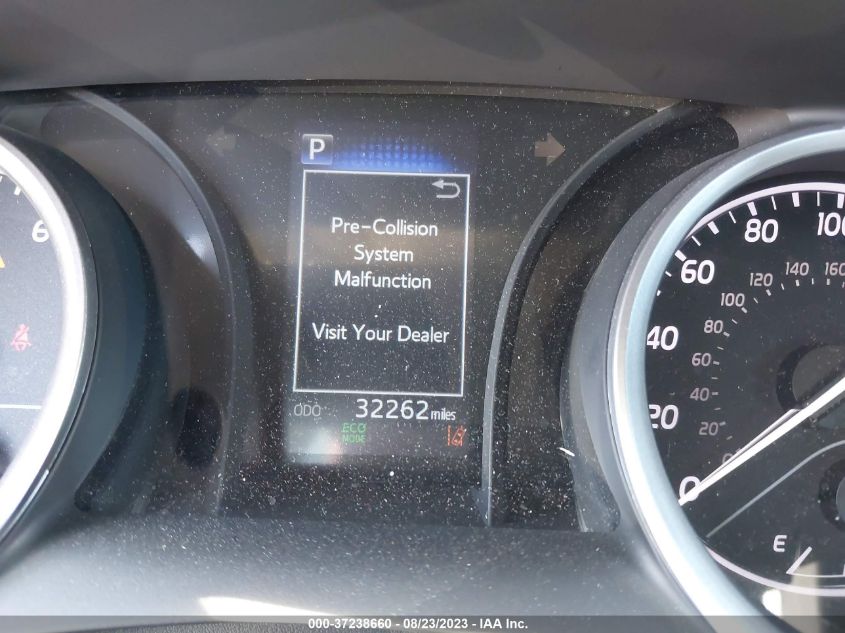 P
Pre-Collision
System
Malfunction
Visit Your Dealer
ODO 32262 miles
ECO
MODE
6
0
20
40
60
80
100
20
40
60
80
100
120
140
160
E
000-37238660 - 08/23/2023 - IAA Inc.